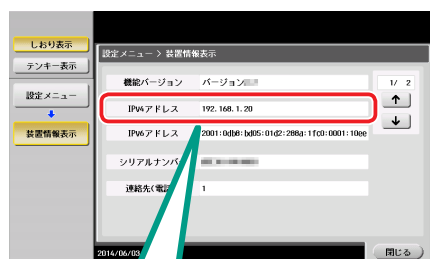 しおり表示
テンキー表示
設定メニュー
装置情報表示
設定メニュー > 装置情報表示
機能バージョン バージョン
1/ 2
IPv4アドレス 192.168.1.20
IPv6アドレス 2001:0db8:bd05:01d2:288a:1fc0:0001:10ee
シリアルナンバ
連絡先(電話 1
2014/06/03
閉じる